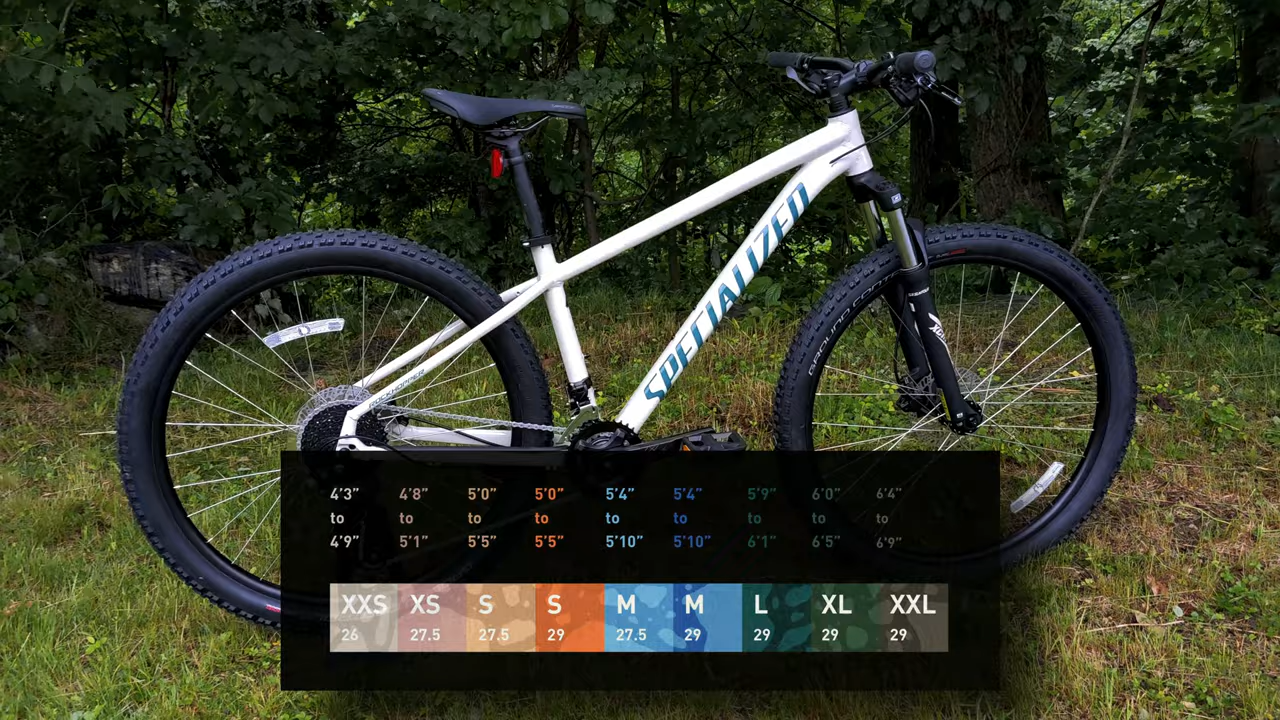 SPECIALIZED
GROUND CONTROL
ROCKHOPPER
4'3" 4'8" 5'0" 5'0" 5'4" 5'4" 5'9" 6'0" 6'4"
to to to to to to to to to
4'9" 5'1" 5'5" 5'5" 5'10" 5'10" 6'1" 6'5" 6'9"
XXS XS S S M M L XL XXL
26 27.5 27.5 29 27.5 29 29 29 29